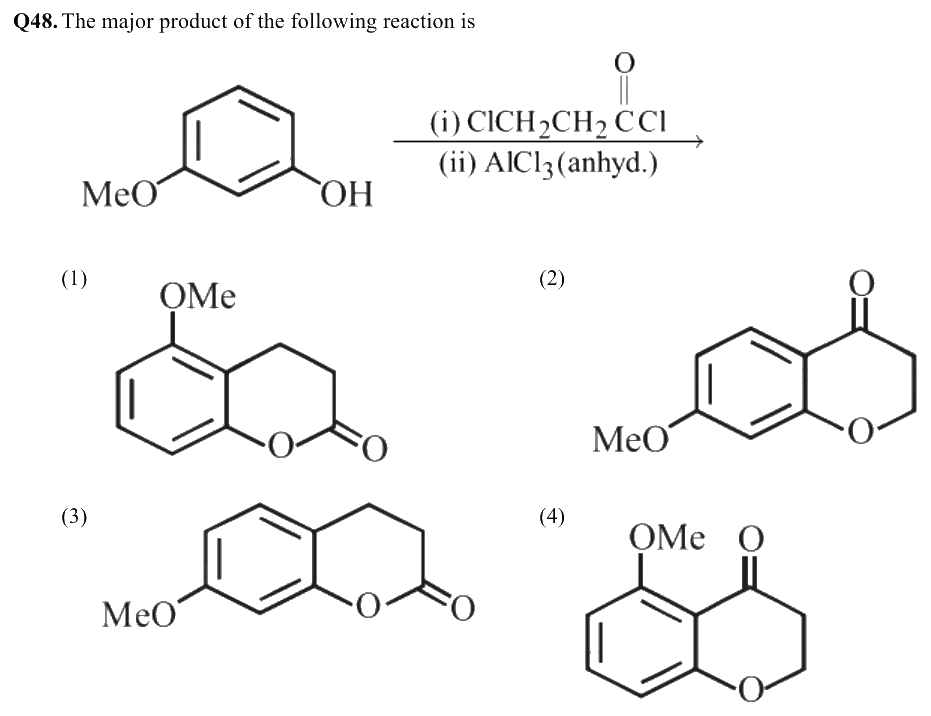 Q48. The major product of the following reaction is
O
(i) ClCH₂CH₂CCl
(ii) AlCl₃(anhyd.)
MeO
OH
(1)
OMe
O
O
(2)
O
MeO
O
(3)
MeO
O
O
(4)
OMe
O
O